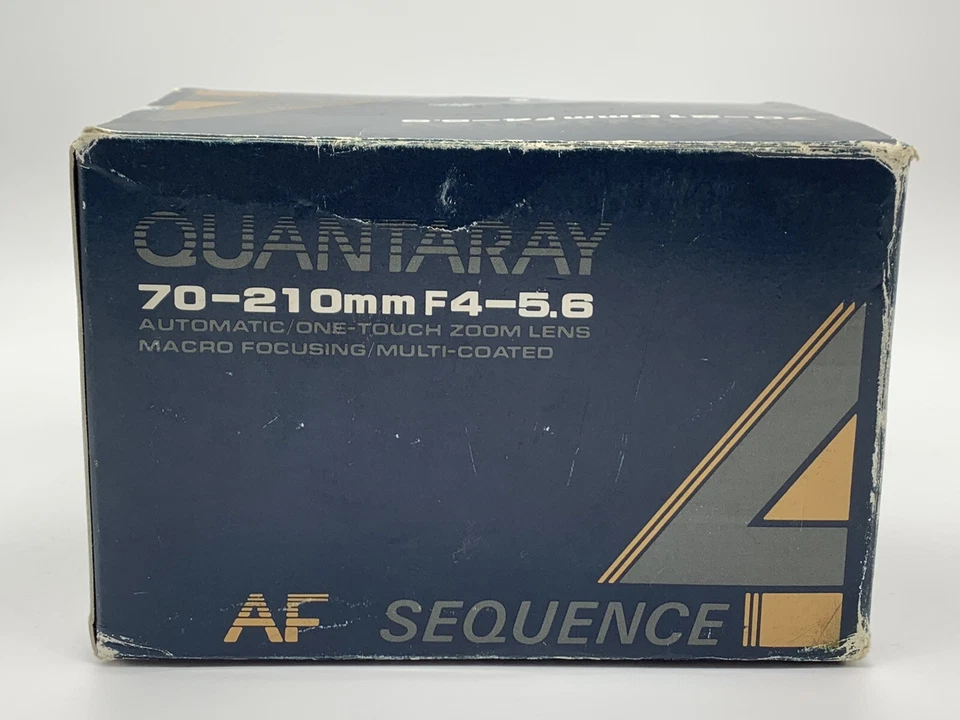 QUANTARAY
70-210mm F4-5.6
AUTOMATIC/ONE-TOUCH ZOOM LENS
MACRO FOCUSING/MULTI-COATED
AF SEQUENCE